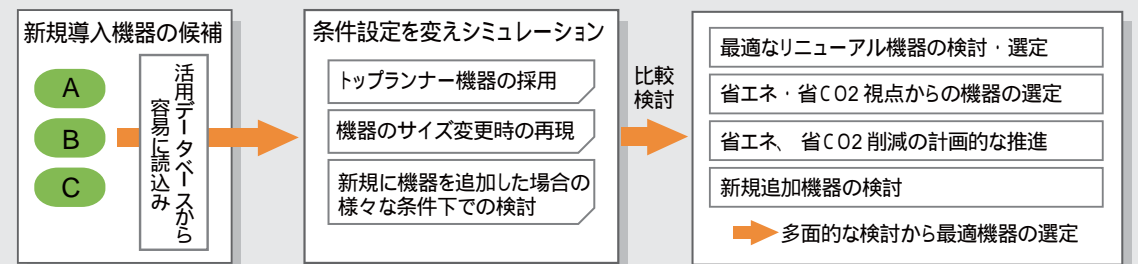 新規導入機器の候補
A
B
C
活用データベースから
容易に読込み
条件設定を変えシミュレーション
トップランナー機器の採用
機器のサイズ変更時の再現
新規に機器を追加した場合の
様々な条件下での検討
比較
検討
最適なリニューアル機器の検討・選定
省エネ・省CO2視点からの機器の選定
省エネ、省CO2削減の計画的な推進
新規追加機器の検討
多面的な検討から最適機器の選定